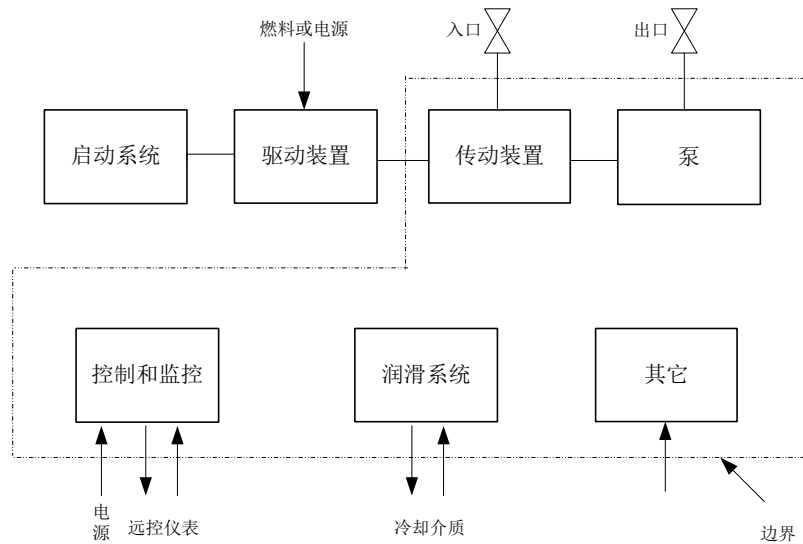 燃料或电源
入口
出口
启动系统
驱动装置
传动装置
泵
控制和监控
润滑系统
其它
电
源
远控仪表
冷却介质
边界